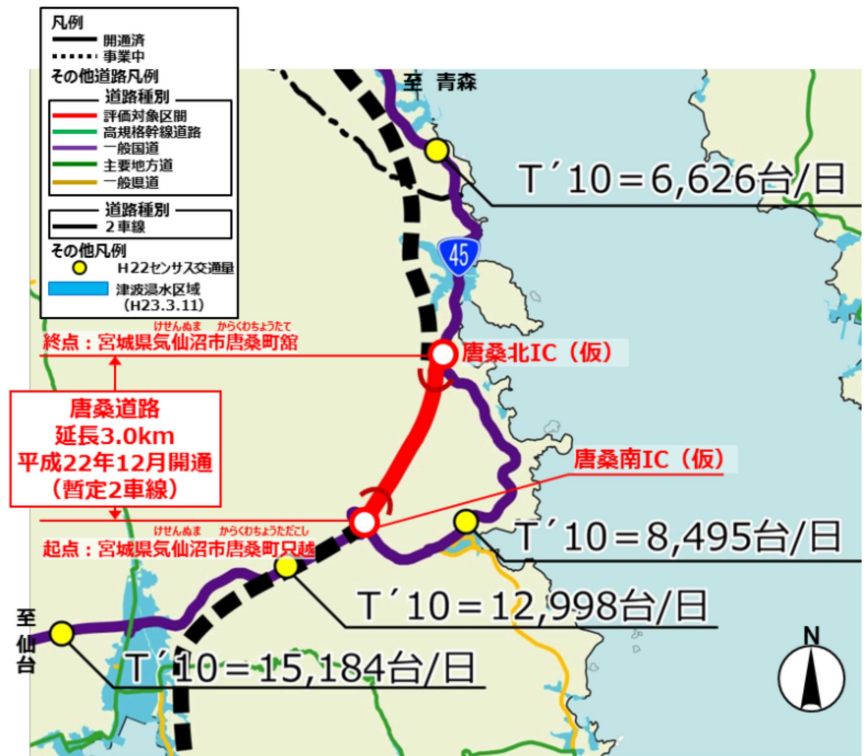 凡例
開通済
事業中
その他道路凡例
道路種別
評価対象区間
高規格幹線道路
一般国道
主要地方道
一般県道
道路種別
2車線
その他凡例
H22センサス交通量
津波浸水区域
(H23.3.11)
至 青森
T´10=6,626台/日
45
けせんぬま からくわちょうたて
終点:宮城県気仙沼市唐桑町舘
唐桑北IC(仮)
唐桑道路
延長3.0km
平成22年12月開通
(暫定2車線)
唐桑南IC(仮)
けせんぬま からくわちょうただこし
起点:宮城県気仙沼市唐桑町只越
T´10=8,495台/日
T´10=12,998台/日
至 仙台
T´10=15,184台/日
N